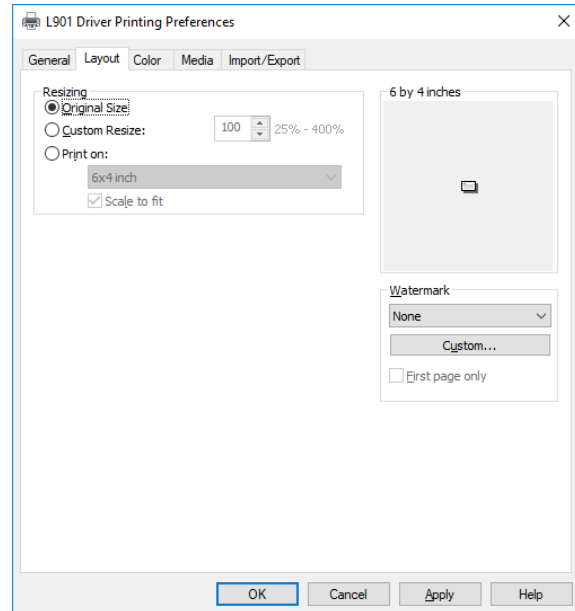 L901 Driver Printing Preferences
General Layout Color Media Import/Export
Resizing
Original Size
Custom Resize: 100 25% - 400%
Print on:
6x4 inch
Scale to fit
6 by 4 inches
Watermark
None
Custom...
First page only
OK Cancel Apply Help